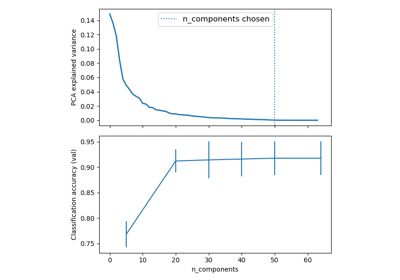 0.14
0.12
0.10
0.08
0.06
0.04
0.02
0.00
PCA explained variance
n_components chosen
0.95
0.90
0.85
0.80
0.75
Classification accuracy (val)
0 10 20 30 40 50 60
n_components